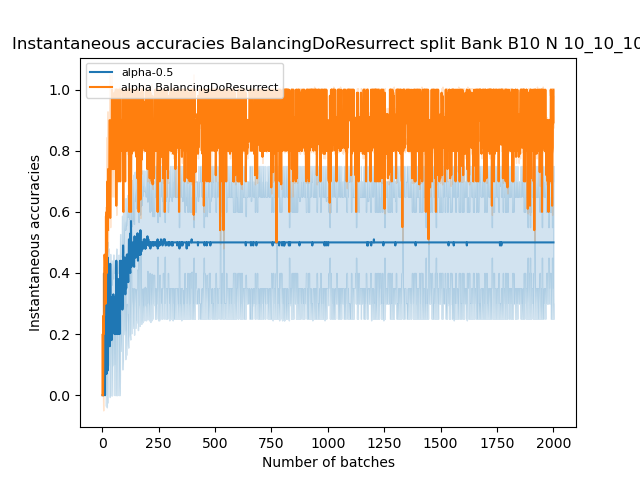 Instantaneous accuracies BalancingDoResurrect split Bank B10 N 10_10_10
alpha-0.5
alpha BalancingDoResurrect
1.0
0.8
0.6
0.4
0.2
0.0
Instantaneous accuracies
0 250 500 750 1000 1250 1500 1750 2000
Number of batches